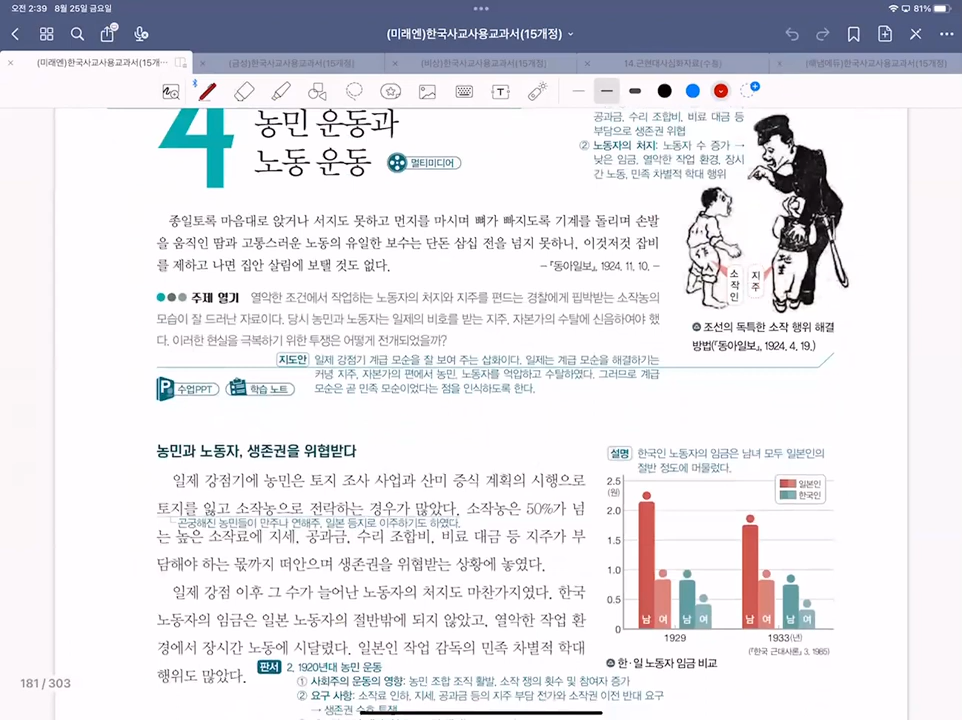 오전 2:39 8월 25일 금요일
81%
(미래엔)한국사교사용교과서(15개정)
(미래엔)한국사교사용교과서(15개…
(금성)한국사교사용교과서(15개정)
(비상)한국사교사용교과서(15개정)
14.근현대사심화자료(수능)
(해냄에듀)한국사교사용교과서(15개정)
4
농민 운동과
노동 운동
멀티미디어
공과금, 수리 조합비, 비료 대금 등
부담으로 생존권 위협
② 노동자의 처지: 노동자 수 증가 →
낮은 임금, 열악한 작업 환경, 장시
간 노동, 민족 차별적 학대 행위
종일토록 마음대로 앉거나 서지도 못하고 먼지를 마시며 뼈가 빠지도록 기계를 돌리며 손발
을 움직인 땀과 고통스러운 노동의 유일한 보수는 단돈 삼십 전을 넘지 못하니, 이것저것 잡비
를 제하고 나면 집안 살림에 보탤 것도 없다.
– 『동아일보』, 1924. 11. 10. –
소작인
지주
지주
주제 열기 열악한 조건에서 작업하는 노동자의 처지와 지주를 편드는 경찰에게 핍박받는 소작농의
모습이 잘 드러난 자료이다. 당시 농민과 노동자는 일제의 비호를 받는 지주, 자본가의 수탈에 신음하여야 했
다. 이러한 현실을 극복하기 위한 투쟁은 어떻게 전개되었을까?
조선의 독특한 소작 행위 해결
방법(『동아일보』, 1924. 4. 19.)
지도안 일제 강점기 계급 모순을 잘 보여 주는 삽화이다. 일제는 계급 모순을 해결하기는
커녕 지주, 자본가의 편에서 농민, 노동자를 억압하고 수탈하였다. 그러므로 계급
모순은 곧 민족 모순이었다는 점을 인식하도록 한다.
P 수업PPT 학습 노트
농민과 노동자, 생존권을 위협받다
일제 강점기에 농민은 토지 조사 사업과 산미 증식 계획의 시행으로
토지를 잃고 소작농으로 전락하는 경우가 많았다. 소작농은 50%가 넘
곤궁해진 농민들이 만주나 연해주, 일본 등지로 이주하기도 하였다.
는 높은 소작료에 지세, 공과금, 수리 조합비, 비료 대금 등 지주가 부
담해야 하는 몫까지 떠안으며 생존권을 위협받는 상황에 놓였다.
일제 강점 이후 그 수가 늘어난 노동자의 처지도 마찬가지였다. 한국
노동자의 임금은 일본 노동자의 절반밖에 되지 않았고, 열악한 작업 환
경에서 장시간 노동에 시달렸다. 일본인 작업 감독의 민족 차별적 학대
행위도 많았다.
판서 2. 1920년대 농민 운동
① 사회주의 운동의 영향: 농민 조합 조직 활발, 소작 쟁의 횟수 및 참여자 증가
② 요구 사항: 소작료 인하, 지세, 공과금 등의 지주 부담 전가와 소작권 이전 반대 요구
→ 생존권 수호 투쟁
설명 한국인 노동자의 임금은 남녀 모두 일본인의
절반 정도에 머물렀다.
2.5
(원)
일본인
한국인
2.0
1.5
1.0
0.5
0
남 여 남 여 남 여 남 여
1929 1933(년)
(『한국 근대사론』 3, 1985)
한·일 노동자 임금 비교
181 / 303